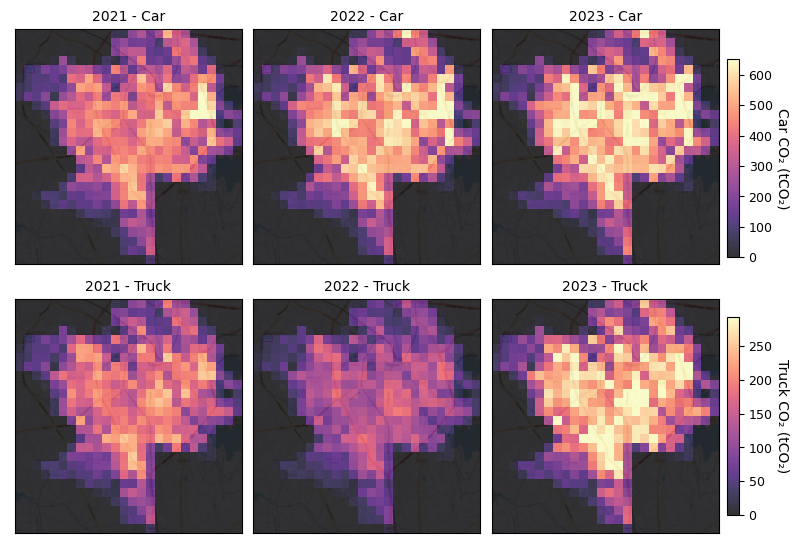 2021 - Car
2022 - Car
2023 - Car
600
500
400
300
200
100
0
Car CO₂ (tCO₂)
2021 - Truck
2022 - Truck
2023 - Truck
250
200
150
100
50
0
Truck CO₂ (tCO₂)